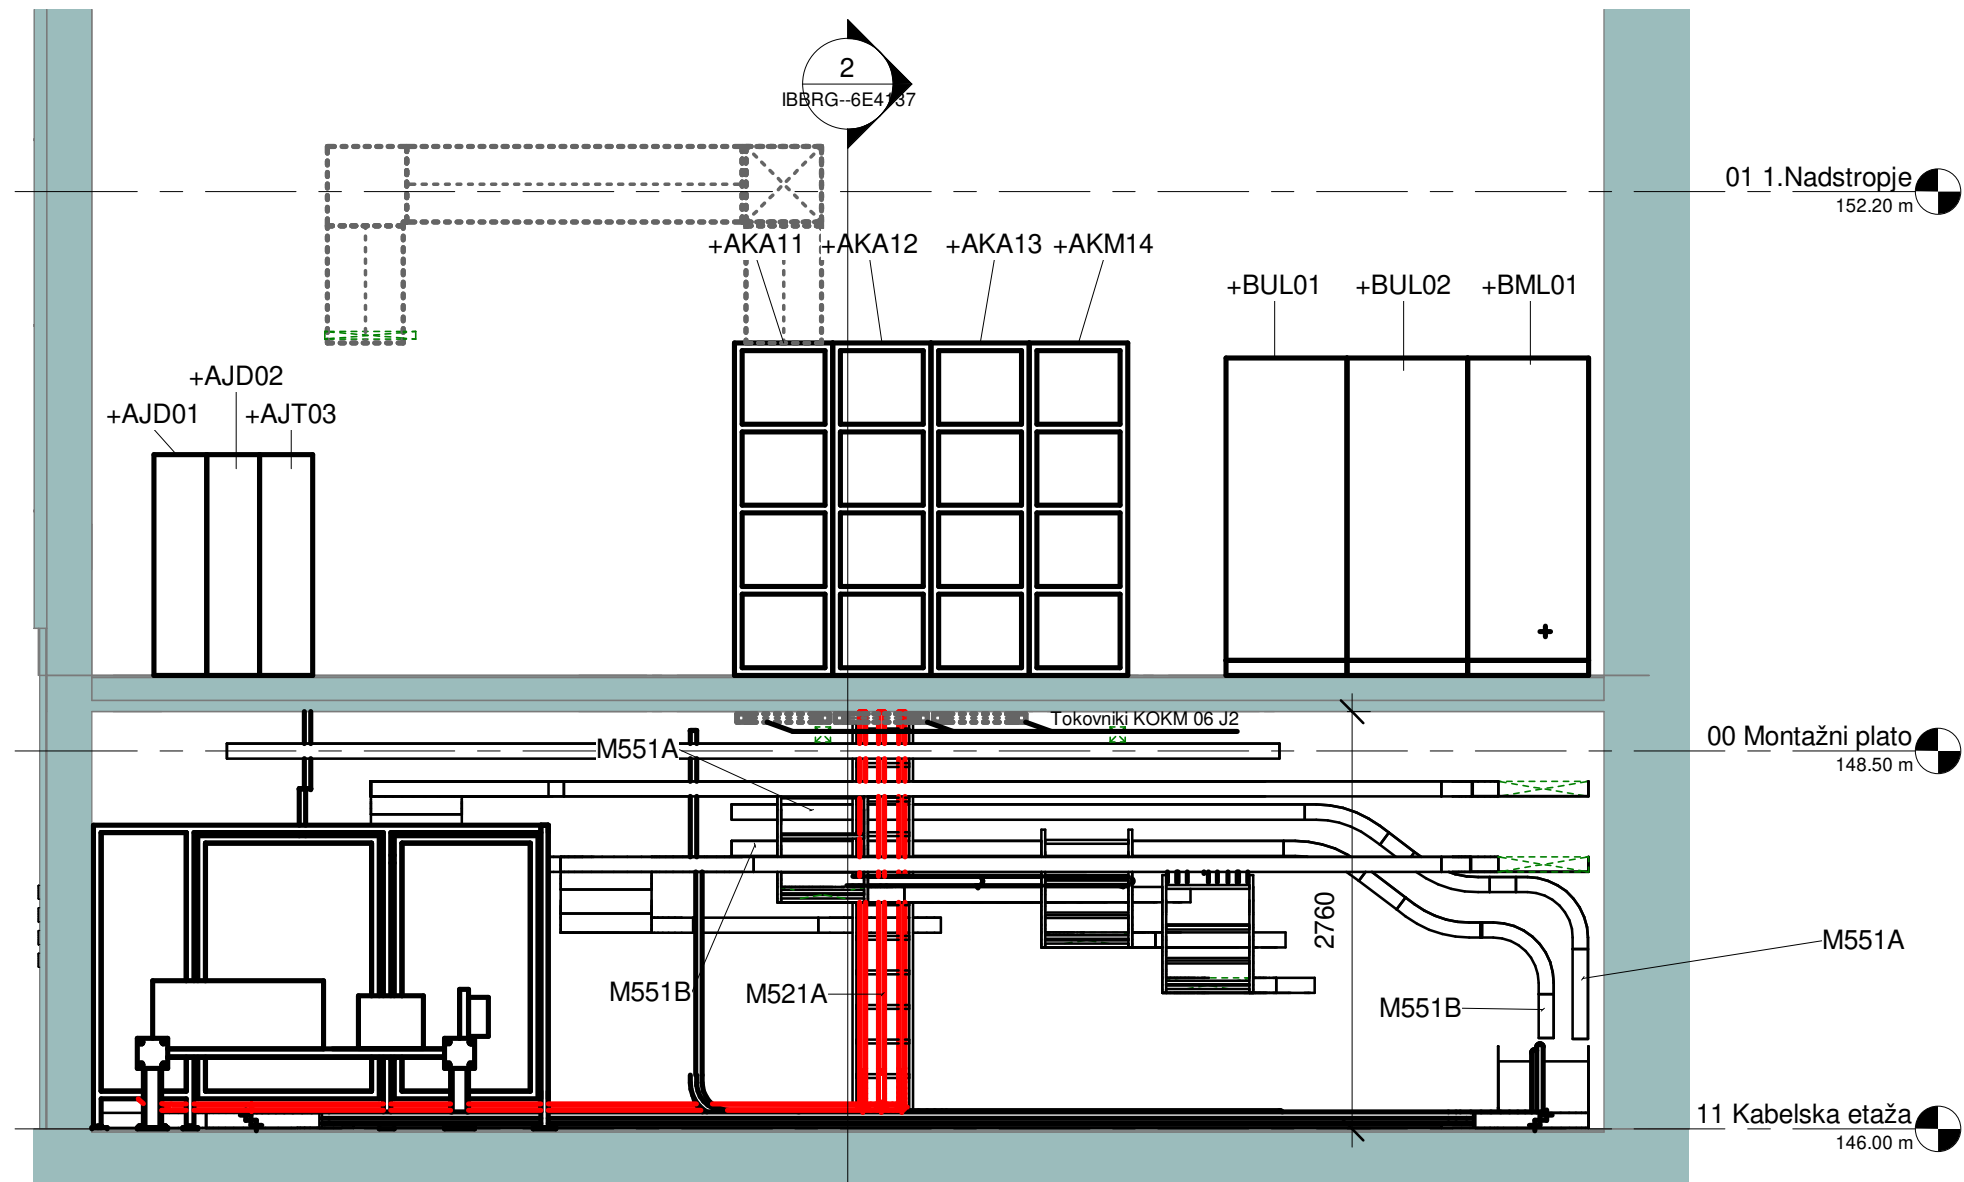 2
IBBRG--6E4137
01 1.Nadstropje
152.20 m
+AKA11
+AKA12
+AKA13
+AKM14
+BUL01
+BUL02
+BML01
+AJD02
+AJD01
+AJT03
Tokovniki KOKM 06 J2
M551A
00 Montažni plato
148.50 m
2760
M551A
M551B
M521A
M551B
11 Kabelska etaža
146.00 m